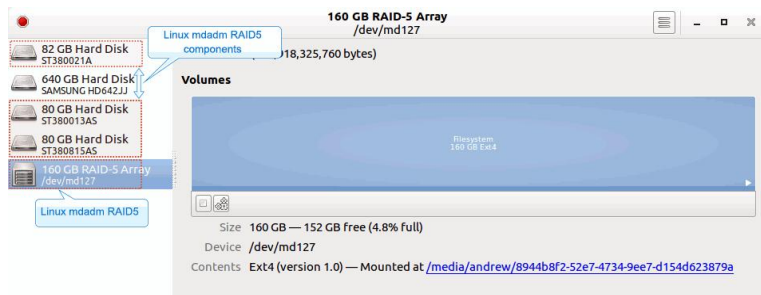 160 GB RAID-5 Array
/dev/md127
Linux mdadm RAID5
components
82 GB Hard Disk
ST380021A
640 GB Hard Disk
SAMSUNG HD642JJ
80 GB Hard Disk
ST380013AS
80 GB Hard Disk
ST380815AS
160 GB RAID-5 Array
/dev/md127
Linux mdadm RAID5
918,325,760 bytes)
Volumes
Filesystem
160 GB Ext4
Size 160 GB — 152 GB free (4.8% full)
Device /dev/md127
Contents Ext4 (version 1.0) — Mounted at /media/andrew/8944b8f2-52e7-4734-9ee7-d154d623879a